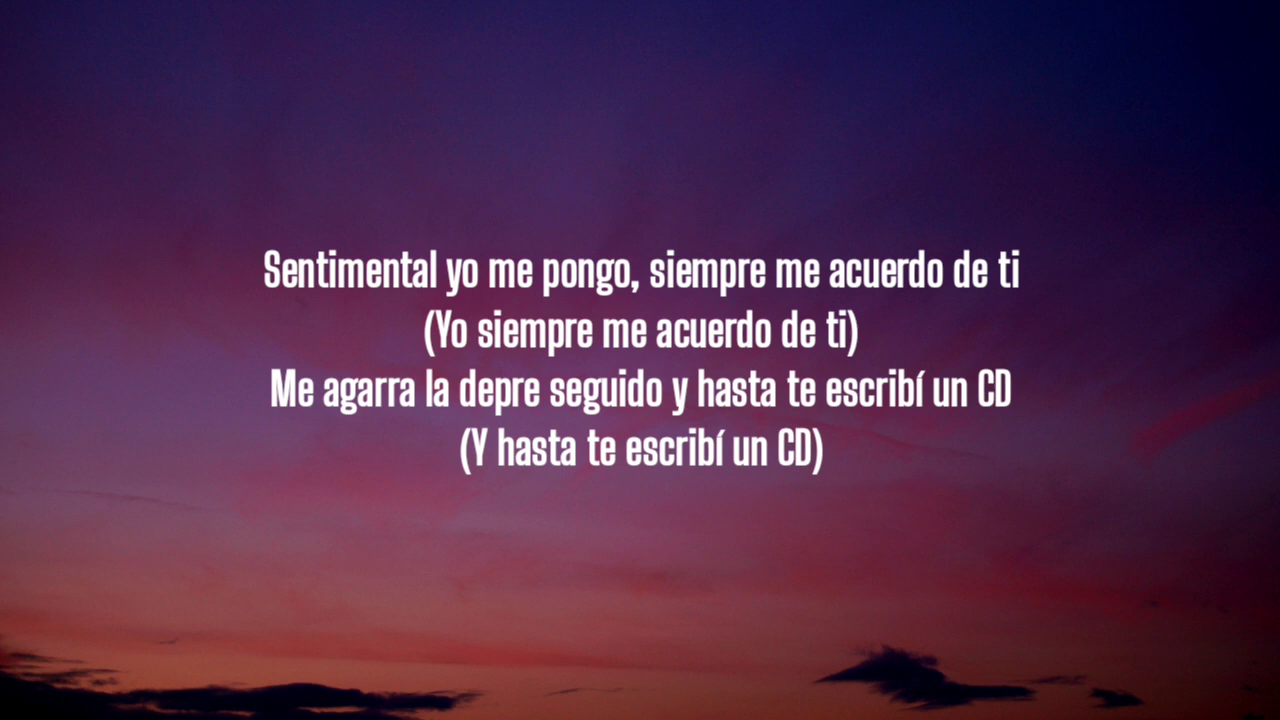 Sentimental yo me pongo, siempre me acuerdo de ti
(Yo siempre me acuerdo de ti)
Me agarra la depre seguido y hasta te escribí un CD
(Y hasta te escribí un CD)